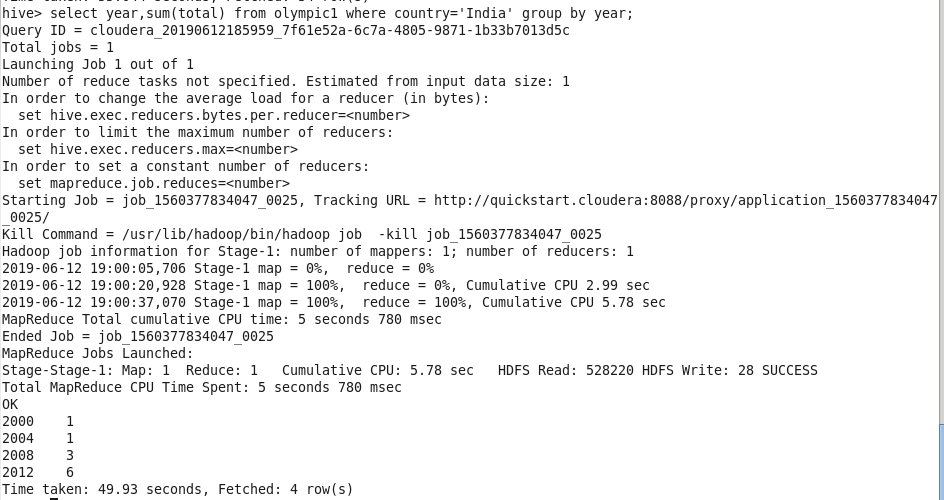 hive> select year,sum(total) from olympic1 where country='India' group by year;
Query ID = cloudera_20190612185959_7f61e52a-6c7a-4805-9871-1b33b7013d5c
Total jobs = 1
Launching Job 1 out of 1
Number of reduce tasks not specified. Estimated from input data size: 1
In order to change the average load for a reducer (in bytes):
  set hive.exec.reducers.bytes.per.reducer=<number>
In order to limit the maximum number of reducers:
  set hive.exec.reducers.max=<number>
In order to set a constant number of reducers:
  set mapreduce.job.reduces=<number>
Starting Job = job_1560377834047_0025, Tracking URL = http://quickstart.cloudera:8088/proxy/application_1560377834047
_0025/
Kill Command = /usr/lib/hadoop/bin/hadoop job  -kill job_1560377834047_0025
Hadoop job information for Stage-1: number of mappers: 1; number of reducers: 1
2019-06-12 19:00:05,706 Stage-1 map = 0%,  reduce = 0%
2019-06-12 19:00:20,928 Stage-1 map = 100%,  reduce = 0%, Cumulative CPU 2.99 sec
2019-06-12 19:00:37,070 Stage-1 map = 100%,  reduce = 100%, Cumulative CPU 5.78 sec
MapReduce Total cumulative CPU time: 5 seconds 780 msec
Ended Job = job_1560377834047_0025
MapReduce Jobs Launched:
Stage-Stage-1: Map: 1  Reduce: 1   Cumulative CPU: 5.78 sec   HDFS Read: 528220 HDFS Write: 28 SUCCESS
Total MapReduce CPU Time Spent: 5 seconds 780 msec
OK
2000    1
2004    1
2008    3
2012    6
Time taken: 49.93 seconds, Fetched: 4 row(s)